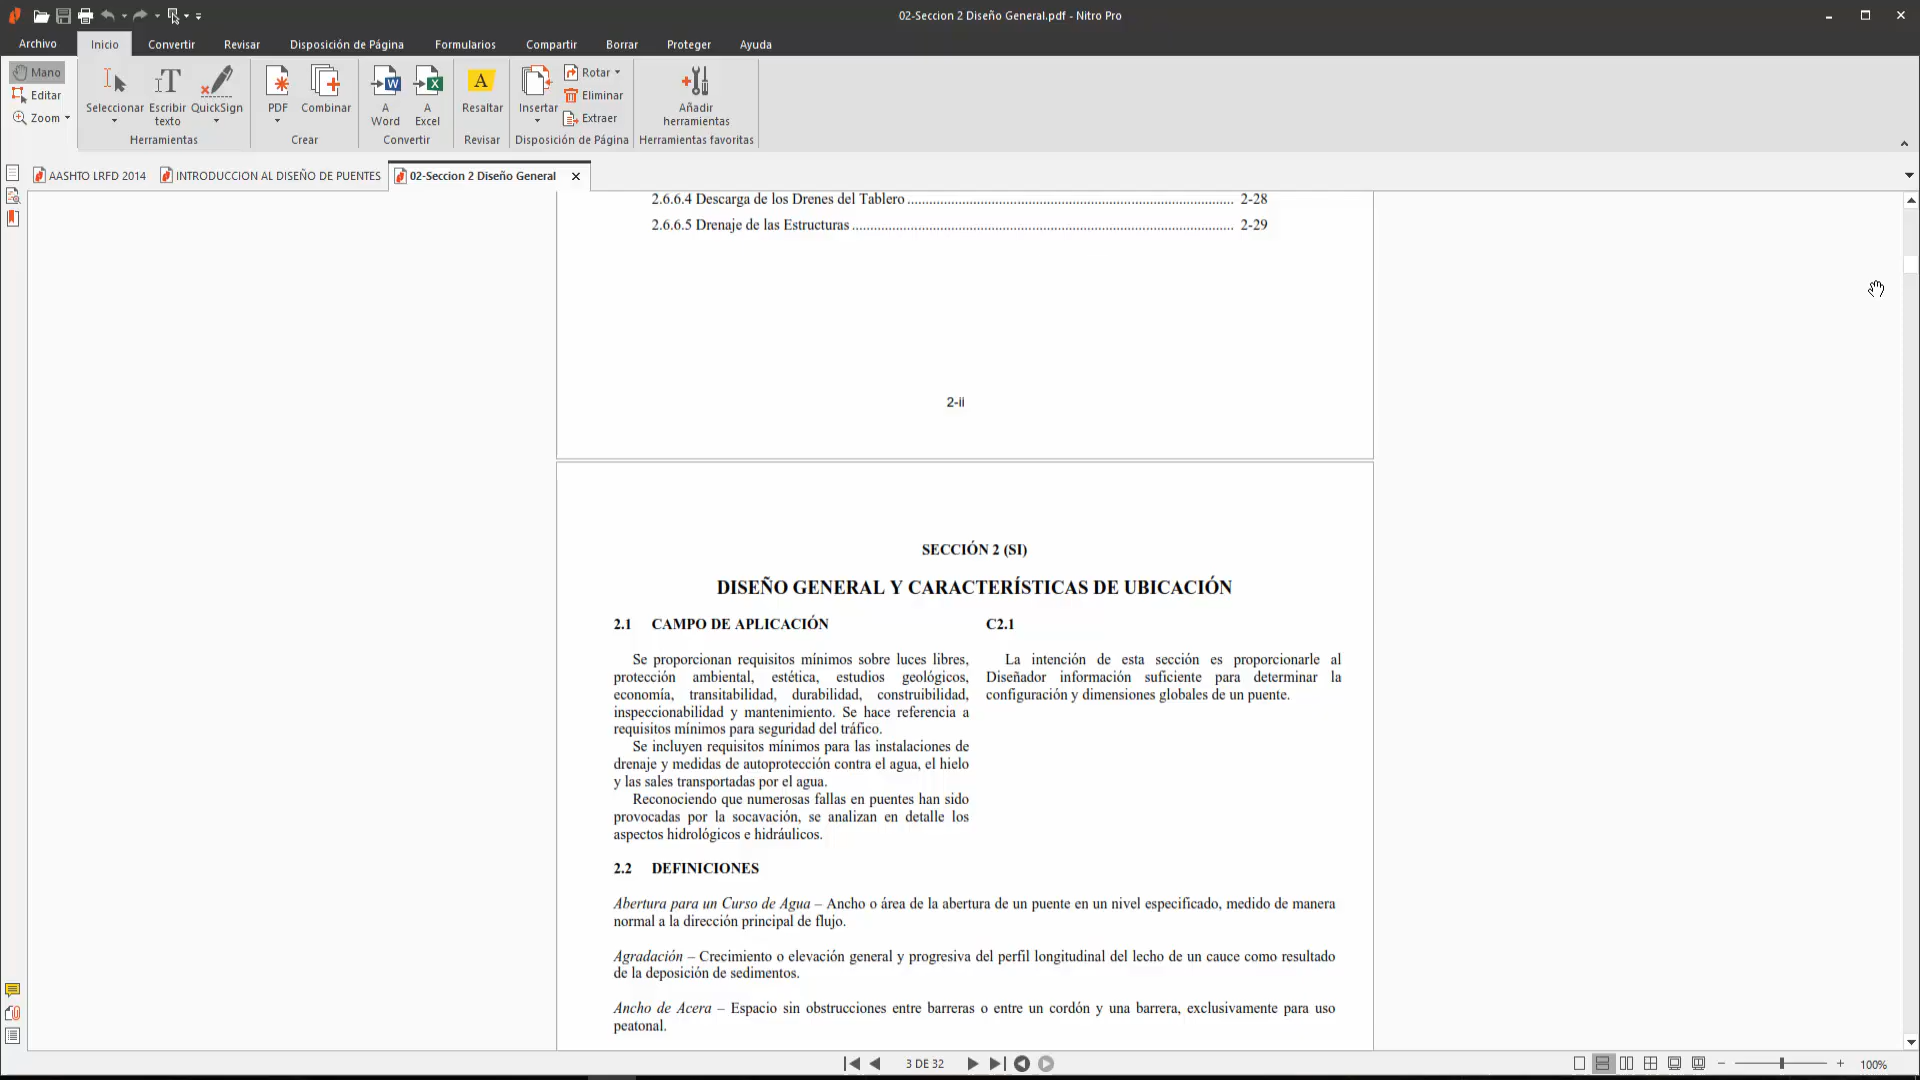 02-Seccion 2 Diseño General.pdf - Nitro Pro
Archivo Inicio Convertir Revisar Disposición de Página Formularios Compartir Borrar Proteger Ayuda
Mano
Editar
Zoom
Seleccionar
Escribir texto
QuickSign
Herramientas
PDF
Combinar
Crear
A Word
A Excel
Convertir
Resaltar
Revisar
Insertar
Rotar
Eliminar
Extraer
Disposición de Página
Añadir herramientas
Herramientas favoritas
AASHTO LRFD 2014
INTRODUCCION AL DISEÑO DE PUENTES
02-Seccion 2 Diseño General
2.6.6.4 Descarga de los Drenes del Tablero ........ 2-28
2.6.6.5 Drenaje de las Estructuras ........ 2-29
2-ii
SECCIÓN 2 (SI)
DISEÑO GENERAL Y CARACTERÍSTICAS DE UBICACIÓN
2.1 CAMPO DE APLICACIÓN
Se proporcionan requisitos mínimos sobre luces libres,
protección ambiental, estética, estudios geológicos,
economía, transitabilidad, durabilidad, construibilidad,
inspeccionabilidad y mantenimiento. Se hace referencia a
requisitos mínimos para seguridad del tráfico.
Se incluyen requisitos mínimos para las instalaciones de
drenaje y medidas de autoprotección contra el agua, el hielo
y las sales transportadas por el agua.
Reconociendo que numerosas fallas en puentes han sido
provocadas por la socavación, se analizan en detalle los
aspectos hidrológicos e hidráulicos.
C2.1
La intención de esta sección es proporcionarle al
Diseñador información suficiente para determinar la
configuración y dimensiones globales de un puente.
2.2 DEFINICIONES
Abertura para un Curso de Agua – Ancho o área de la abertura de un puente en un nivel especificado, medido de manera
normal a la dirección principal de flujo.
Agradación – Crecimiento o elevación general y progresiva del perfil longitudinal del lecho de un cauce como resultado
de la deposición de sedimentos.
Ancho de Acera – Espacio sin obstrucciones entre barreras o entre un cordón y una barrera, exclusivamente para uso
peatonal.
3 DE 32
100%